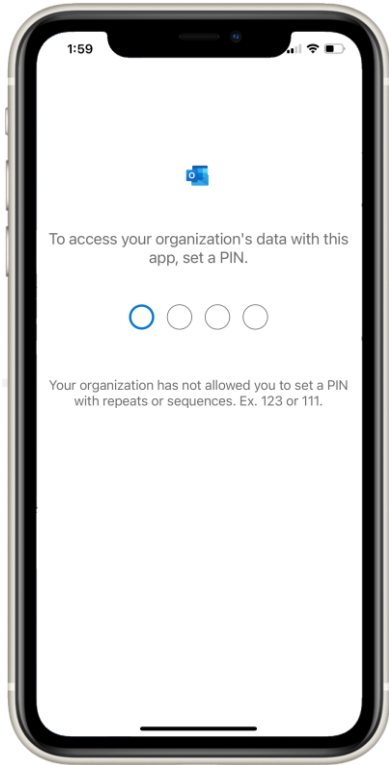 1:59
To access your organization's data with this
app, set a PIN.
Your organization has not allowed you to set a PIN
with repeats or sequences. Ex. 123 or 111.